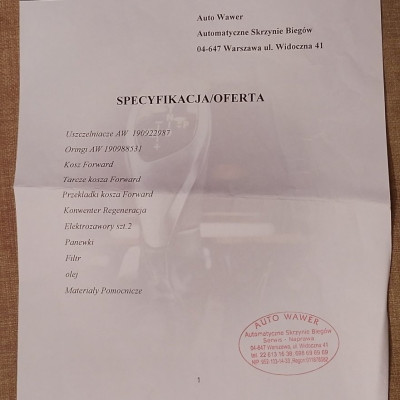 Auto Wawer
Automatyczne Skrzynie Biegów
04-647 Warszawa ul. Widoczna 41
SPECYFIKACJA/OFERTA
Uszczelniacze AW 190922987
Oringi AW 190988531
Kosz Forward
Tarcze kosza Forward
Przekładki kosza Forward
Konwenter Regeneracja
Elektrozawory szt.2
Panewki
Filtr
olej
Materiały Pomocnicze
AUTO WAWER
Automatyczne Skrzynie Biegów
Serwis - Naprawa
04-647 Warszawa, ul. Widoczna 41
1